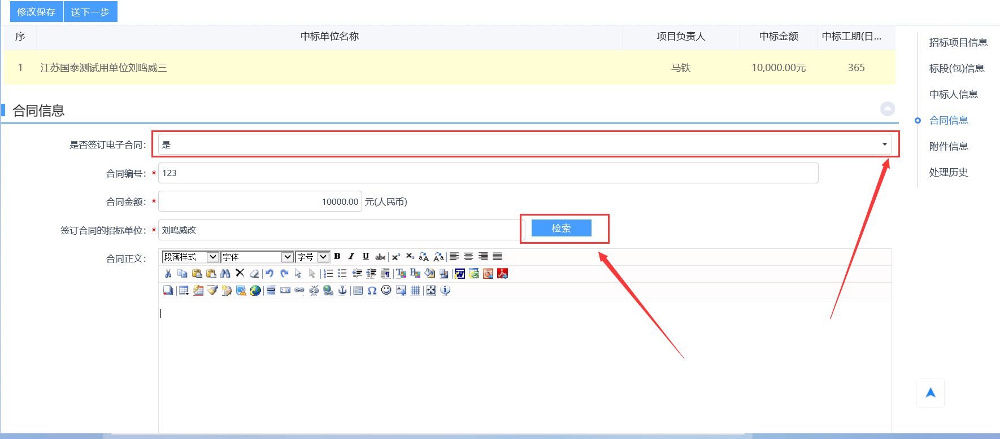 修改保存 送下一步
序 中标单位名称 项目负责人 中标金额 中标工期(日...
1 江苏国泰测试用单位刘鸣威三 马铁 10,000.00元 365
合同信息
是否签订电子合同： 是
合同编号：* 123
合同金额：* 10000.00 元(人民币)
签订合同的招标单位：* 刘鸣威改 检索
合同正文： 段落样式 字体 字号
招标项目信息
标段(包)信息
中标人信息
合同信息
附件信息
处理历史